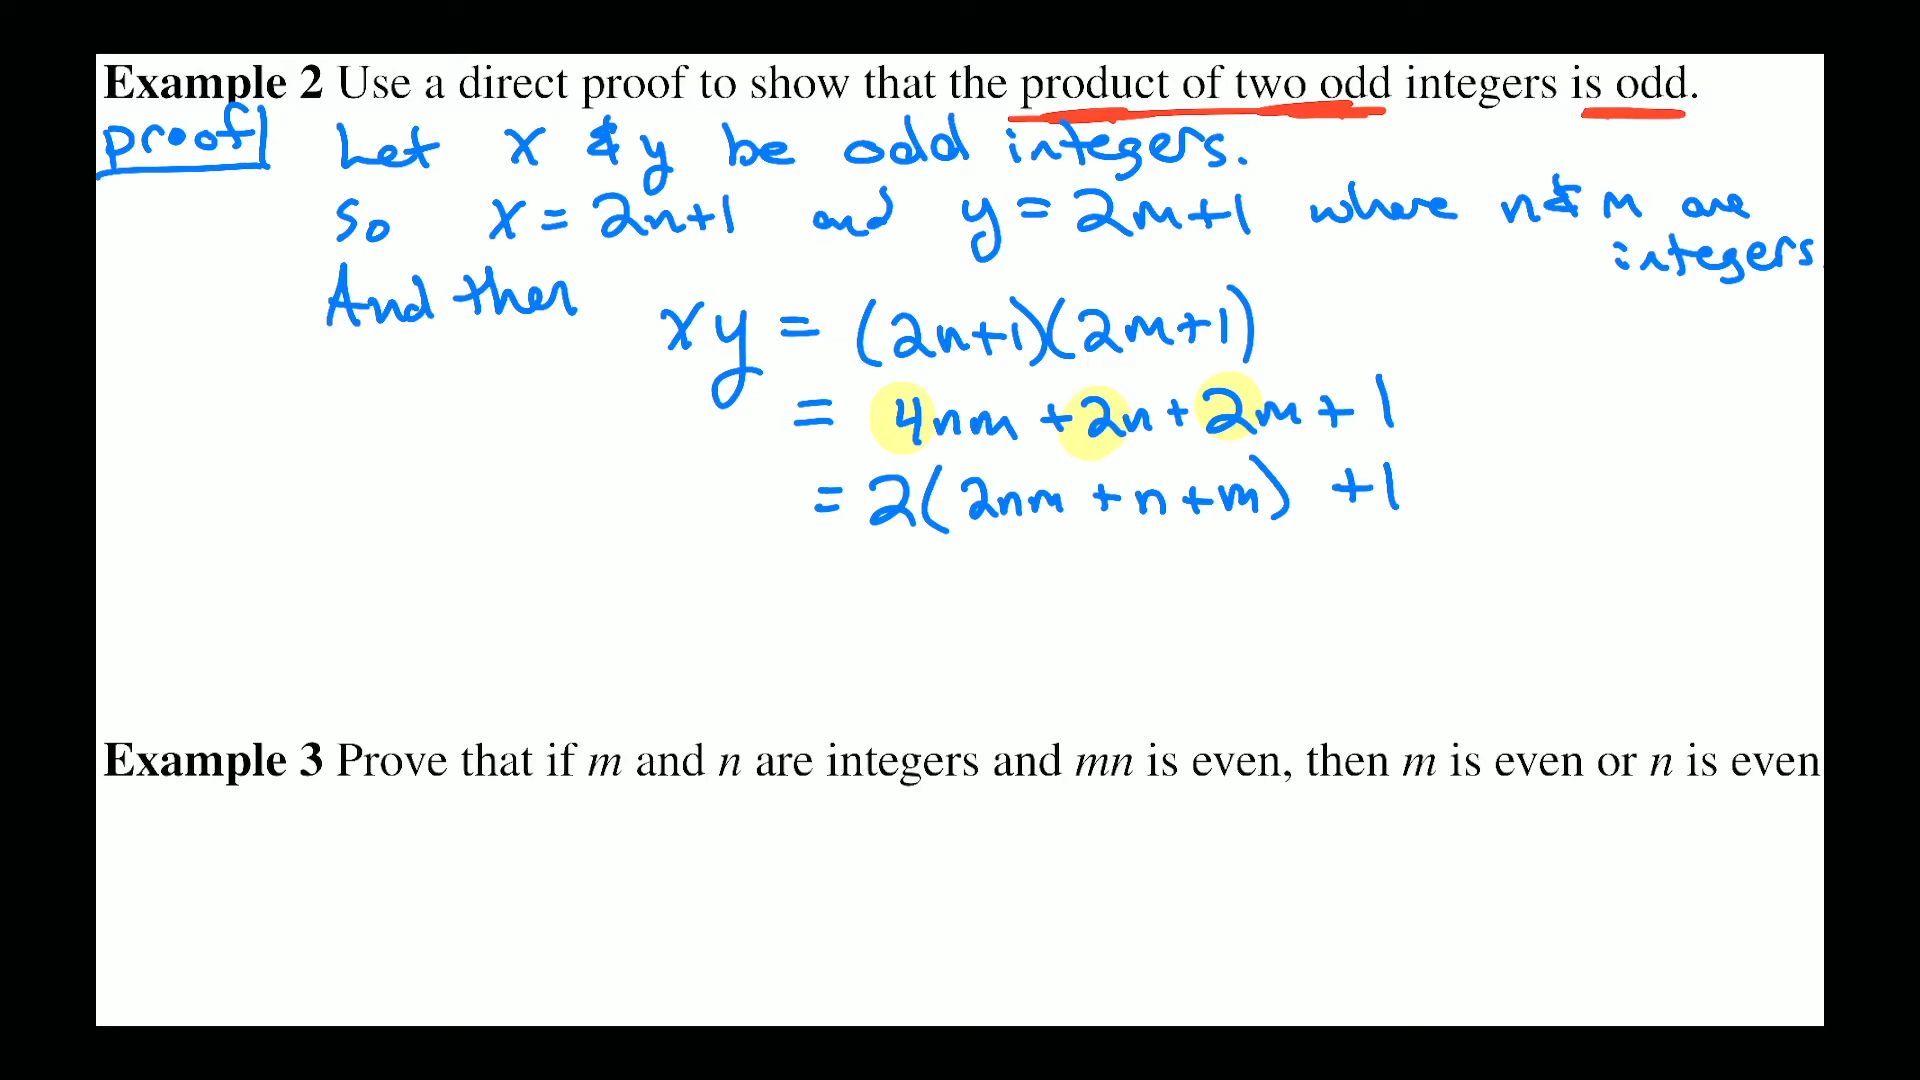 Example 2 Use a direct proof to show that the product of two odd integers is odd.
proof Let x & y be odd integers.
So x = 2n+1 and y = 2m+1 where n & m are
integers.
And then
xy = (2n+1)(2m+1)
= 4nm + 2n + 2m + 1
= 2(2nm + n + m) + 1
Example 3 Prove that if m and n are integers and mn is even, then m is even or n is even